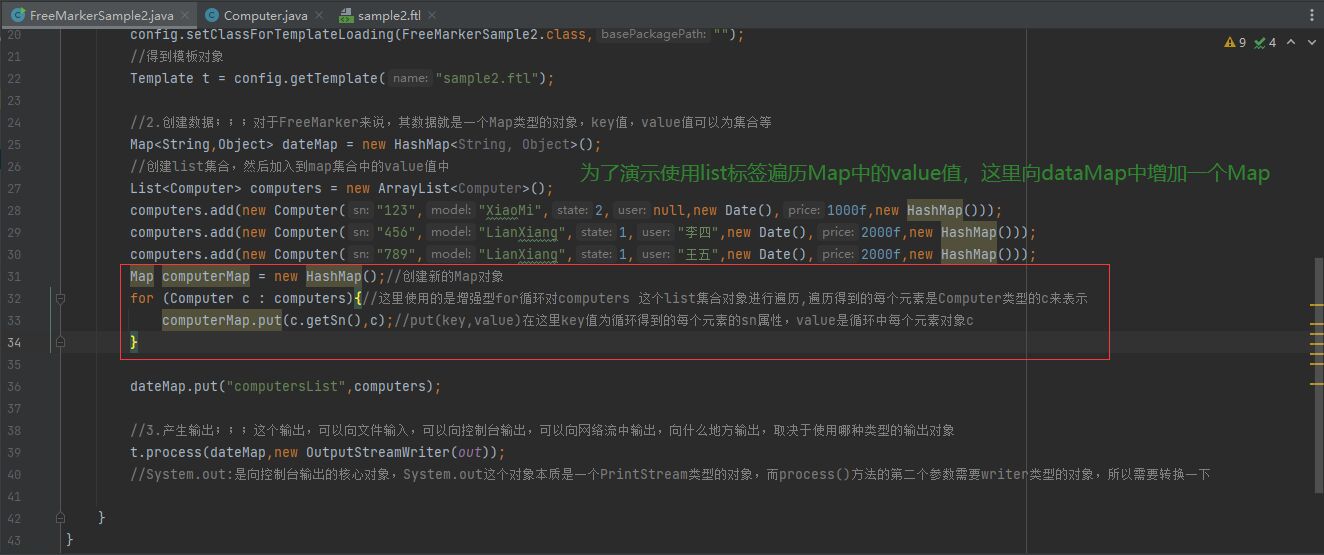 FreeMarkerSample2.java × Computer.java × sample2.ftl ×
20 config.setClassForTemplateLoading(FreeMarkerSample2.class, basePackagePath: "");
9 4
21 //得到模板对象
22 Template t = config.getTemplate( name: "sample2.ftl");
23
24 //2.创建数据；；；对于FreeMarker来说，其数据就是一个Map类型的对象，key值，value值可以为集合等
25 Map<String,Object> dateMap = new HashMap<String, Object>();
26 //创建list集合，然后加入到map集合中的value值中
为了演示使用list标签遍历Map中的value值，这里向dataMap中增加一个Map
27 List<Computer> computers = new ArrayList<Computer>();
28 computers.add(new Computer( sn: "123", model: "XiaoMi", state: 2, user: null,new Date(), price: 1000f,new HashMap()));
29 computers.add(new Computer( sn: "456", model: "LianXiang", state: 1, user: "李四",new Date(), price: 2000f,new HashMap()));
30 computers.add(new Computer( sn: "789", model: "LianXiang", state: 1, user: "王五",new Date(), price: 2000f,new HashMap()));
31 Map computerMap = new HashMap();//创建新的Map对象
32 for (Computer c : computers){//这里使用的是增强型for循环对computers 这个list集合对象进行遍历,遍历得到的每个元素是Computer类型的c来表示
33 computerMap.put(c.getSn(),c);//put(key,value)在这里key值为循环得到的每个元素的sn属性，value是循环中每个元素对象c
34 }
35
36 dateMap.put("computersList",computers);
37
38 //3.产生输出；；；这个输出，可以向文件输入，可以向控制台输出，可以向网络流中输出，向什么地方输出，取决于使用哪种类型的输出对象
39 t.process(dateMap,new OutputStreamWriter(out));
40 //System.out:是向控制台输出的核心对象，System.out这个对象本质是一个PrintStream类型的对象，而process()方法的第二个参数需要writer类型的对象，所以需要转换一下
41
42 }
43 }